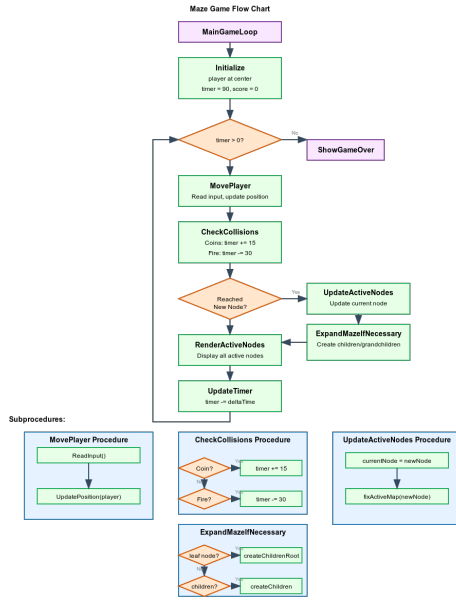 Maze Game Flow Chart
MainGameLoop
Initialize
player at center
timer = 90, score = 0
timer > 0?
No
ShowGameOver
MovePlayer
Read input, update position
CheckCollisions
Coins: timer += 15
Fire: timer -= 30
Reached
New Node?
Yes
UpdateActiveNodes
Update current node
ExpandMazeIfNecessary
Create children/grandchildren
RenderActiveNodes
Display all active nodes
UpdateTimer
timer -= deltaTime
Subprocedures:
MovePlayer Procedure
ReadInput()
UpdatePosition(player)
CheckCollisions Procedure
Coin?
timer += 15
Fire?
timer -= 30
UpdateActiveNodes Procedure
currentNode = newNode
fixActiveMap(newNode)
ExpandMazeIfNecessary
leaf node?
createChildrenRoot
children?
createChildren